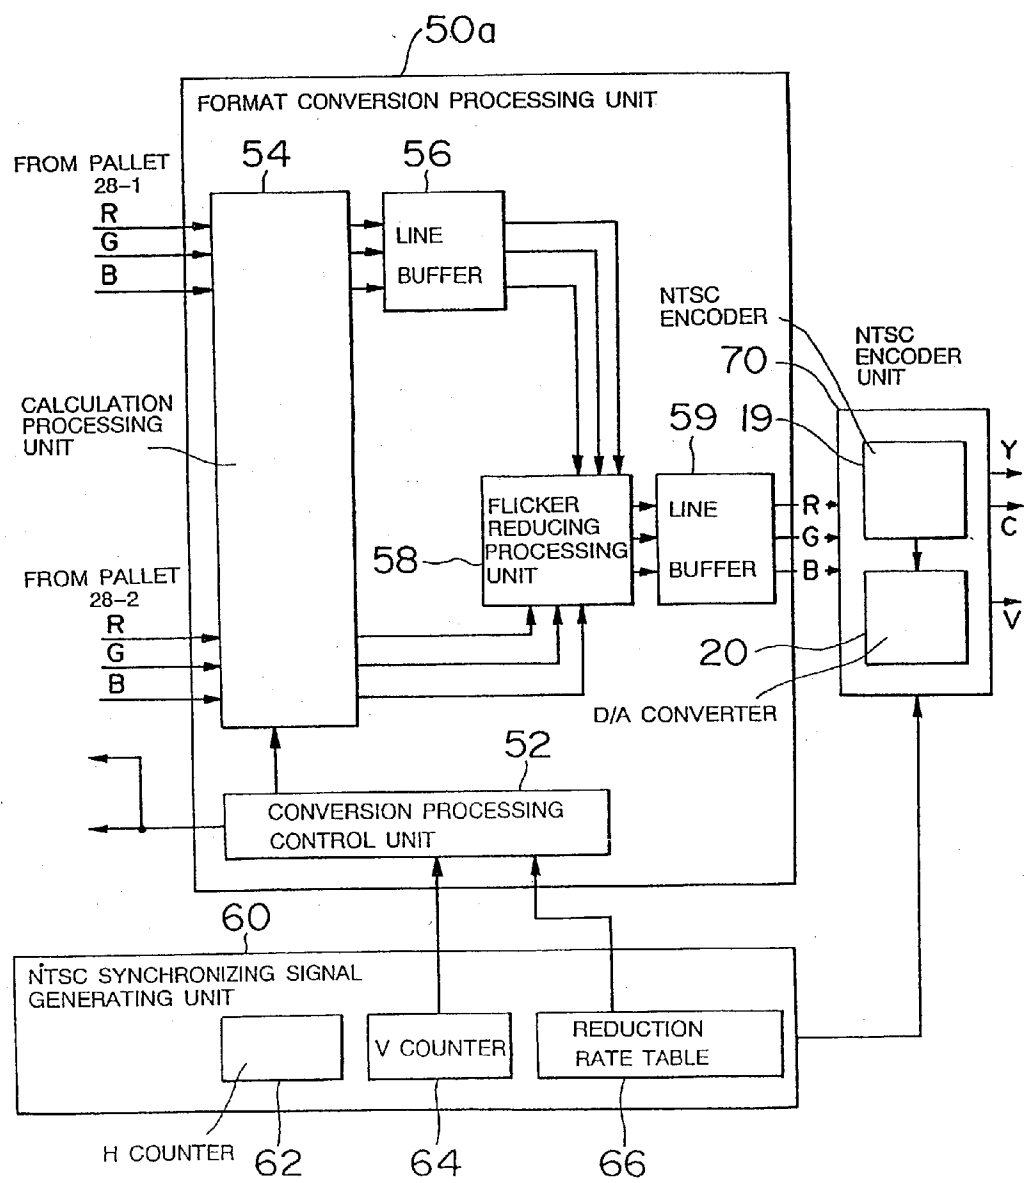 50a
FORMAT CONVERSION PROCESSING UNIT
FROM PALLET
28-1
R
G
B
54
56
LINE
BUFFER
NTSC
ENCODER
NTSC
ENCODER
UNIT
70
CALCULATION
PROCESSING
UNIT
59
19
Y
C
V
FLICKER
REDUCING
PROCESSING
UNIT
58
LINE
BUFFER
R
G
B
FROM PALLET
28-2
R
G
B
20
D/A CONVERTER
52
CONVERSION PROCESSING
CONTROL UNIT
60
NTSC SYNCHRONIZING SIGNAL
GENERATING UNIT
V COUNTER
REDUCTION
RATE TABLE
H COUNTER
62
64
66